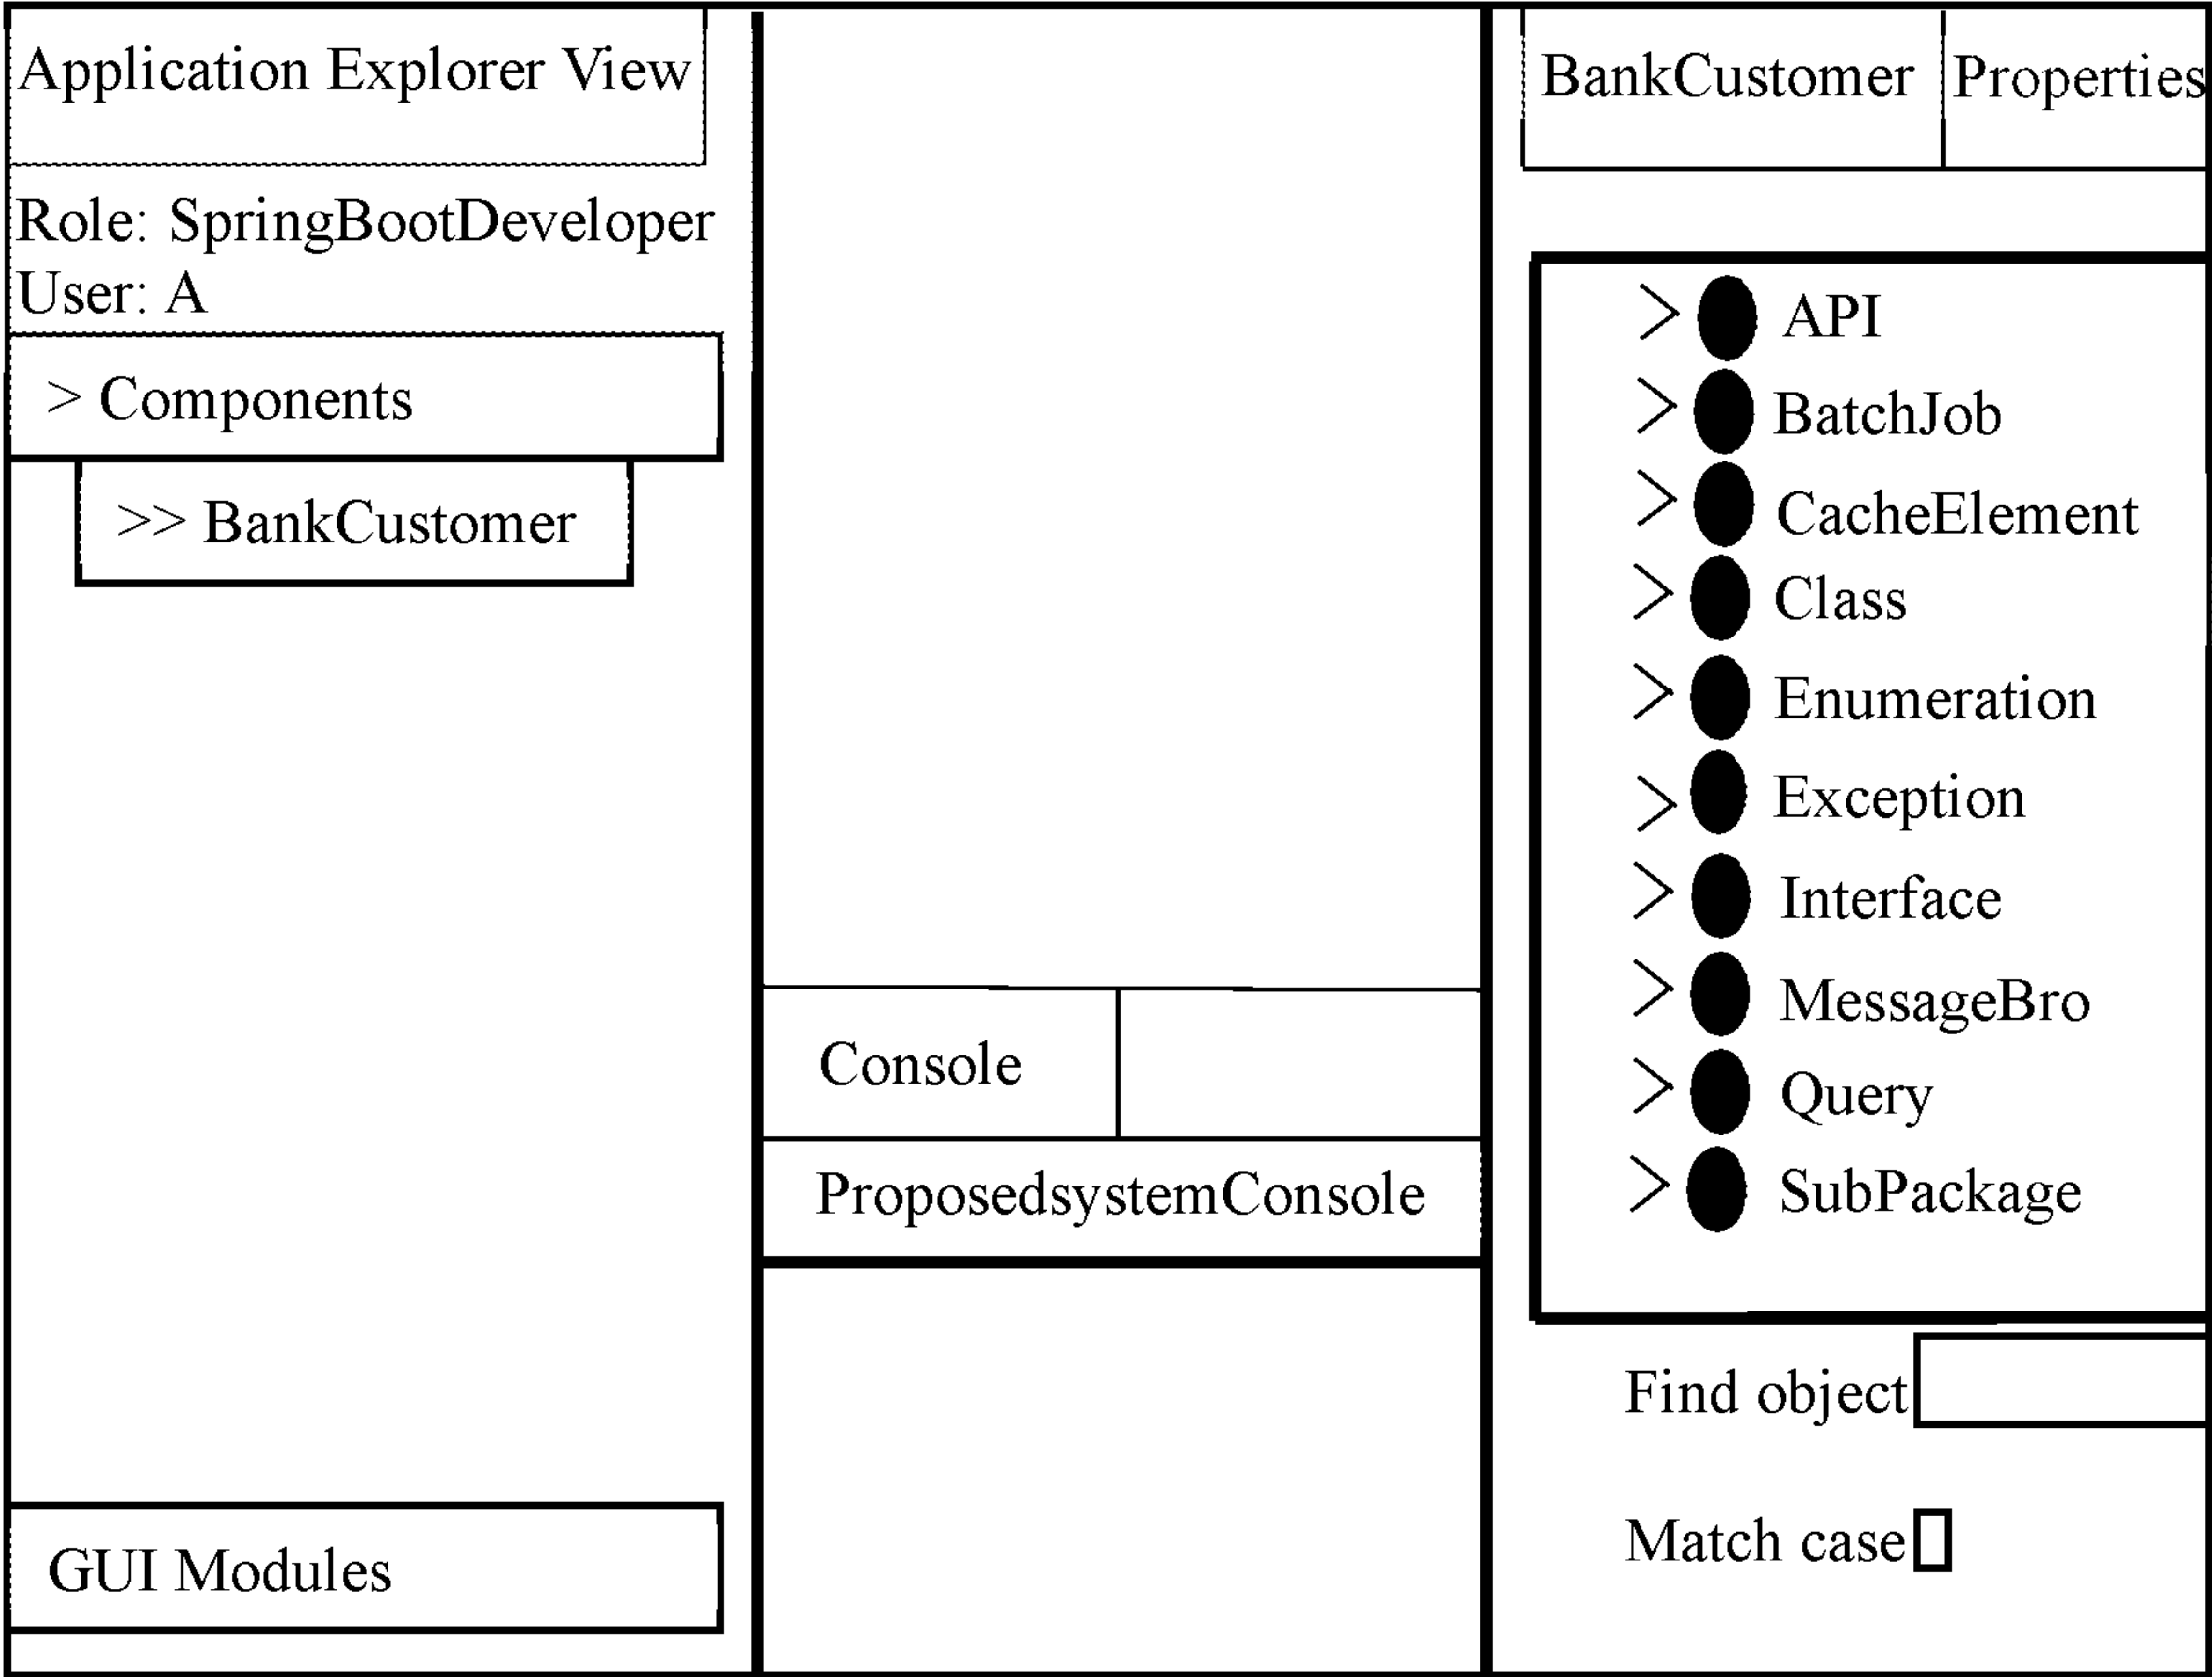 Application Explorer View
Role: SpringBootDeveloper
User: A
> Components
>> BankCustomer
GUI Modules
Console
ProposedsystemConsole
BankCustomer
Properties
> API
> BatchJob
> CacheElement
> Class
> Enumeration
> Exception
> Interface
> MessageBro
> Query
> SubPackage
Find object
Match case